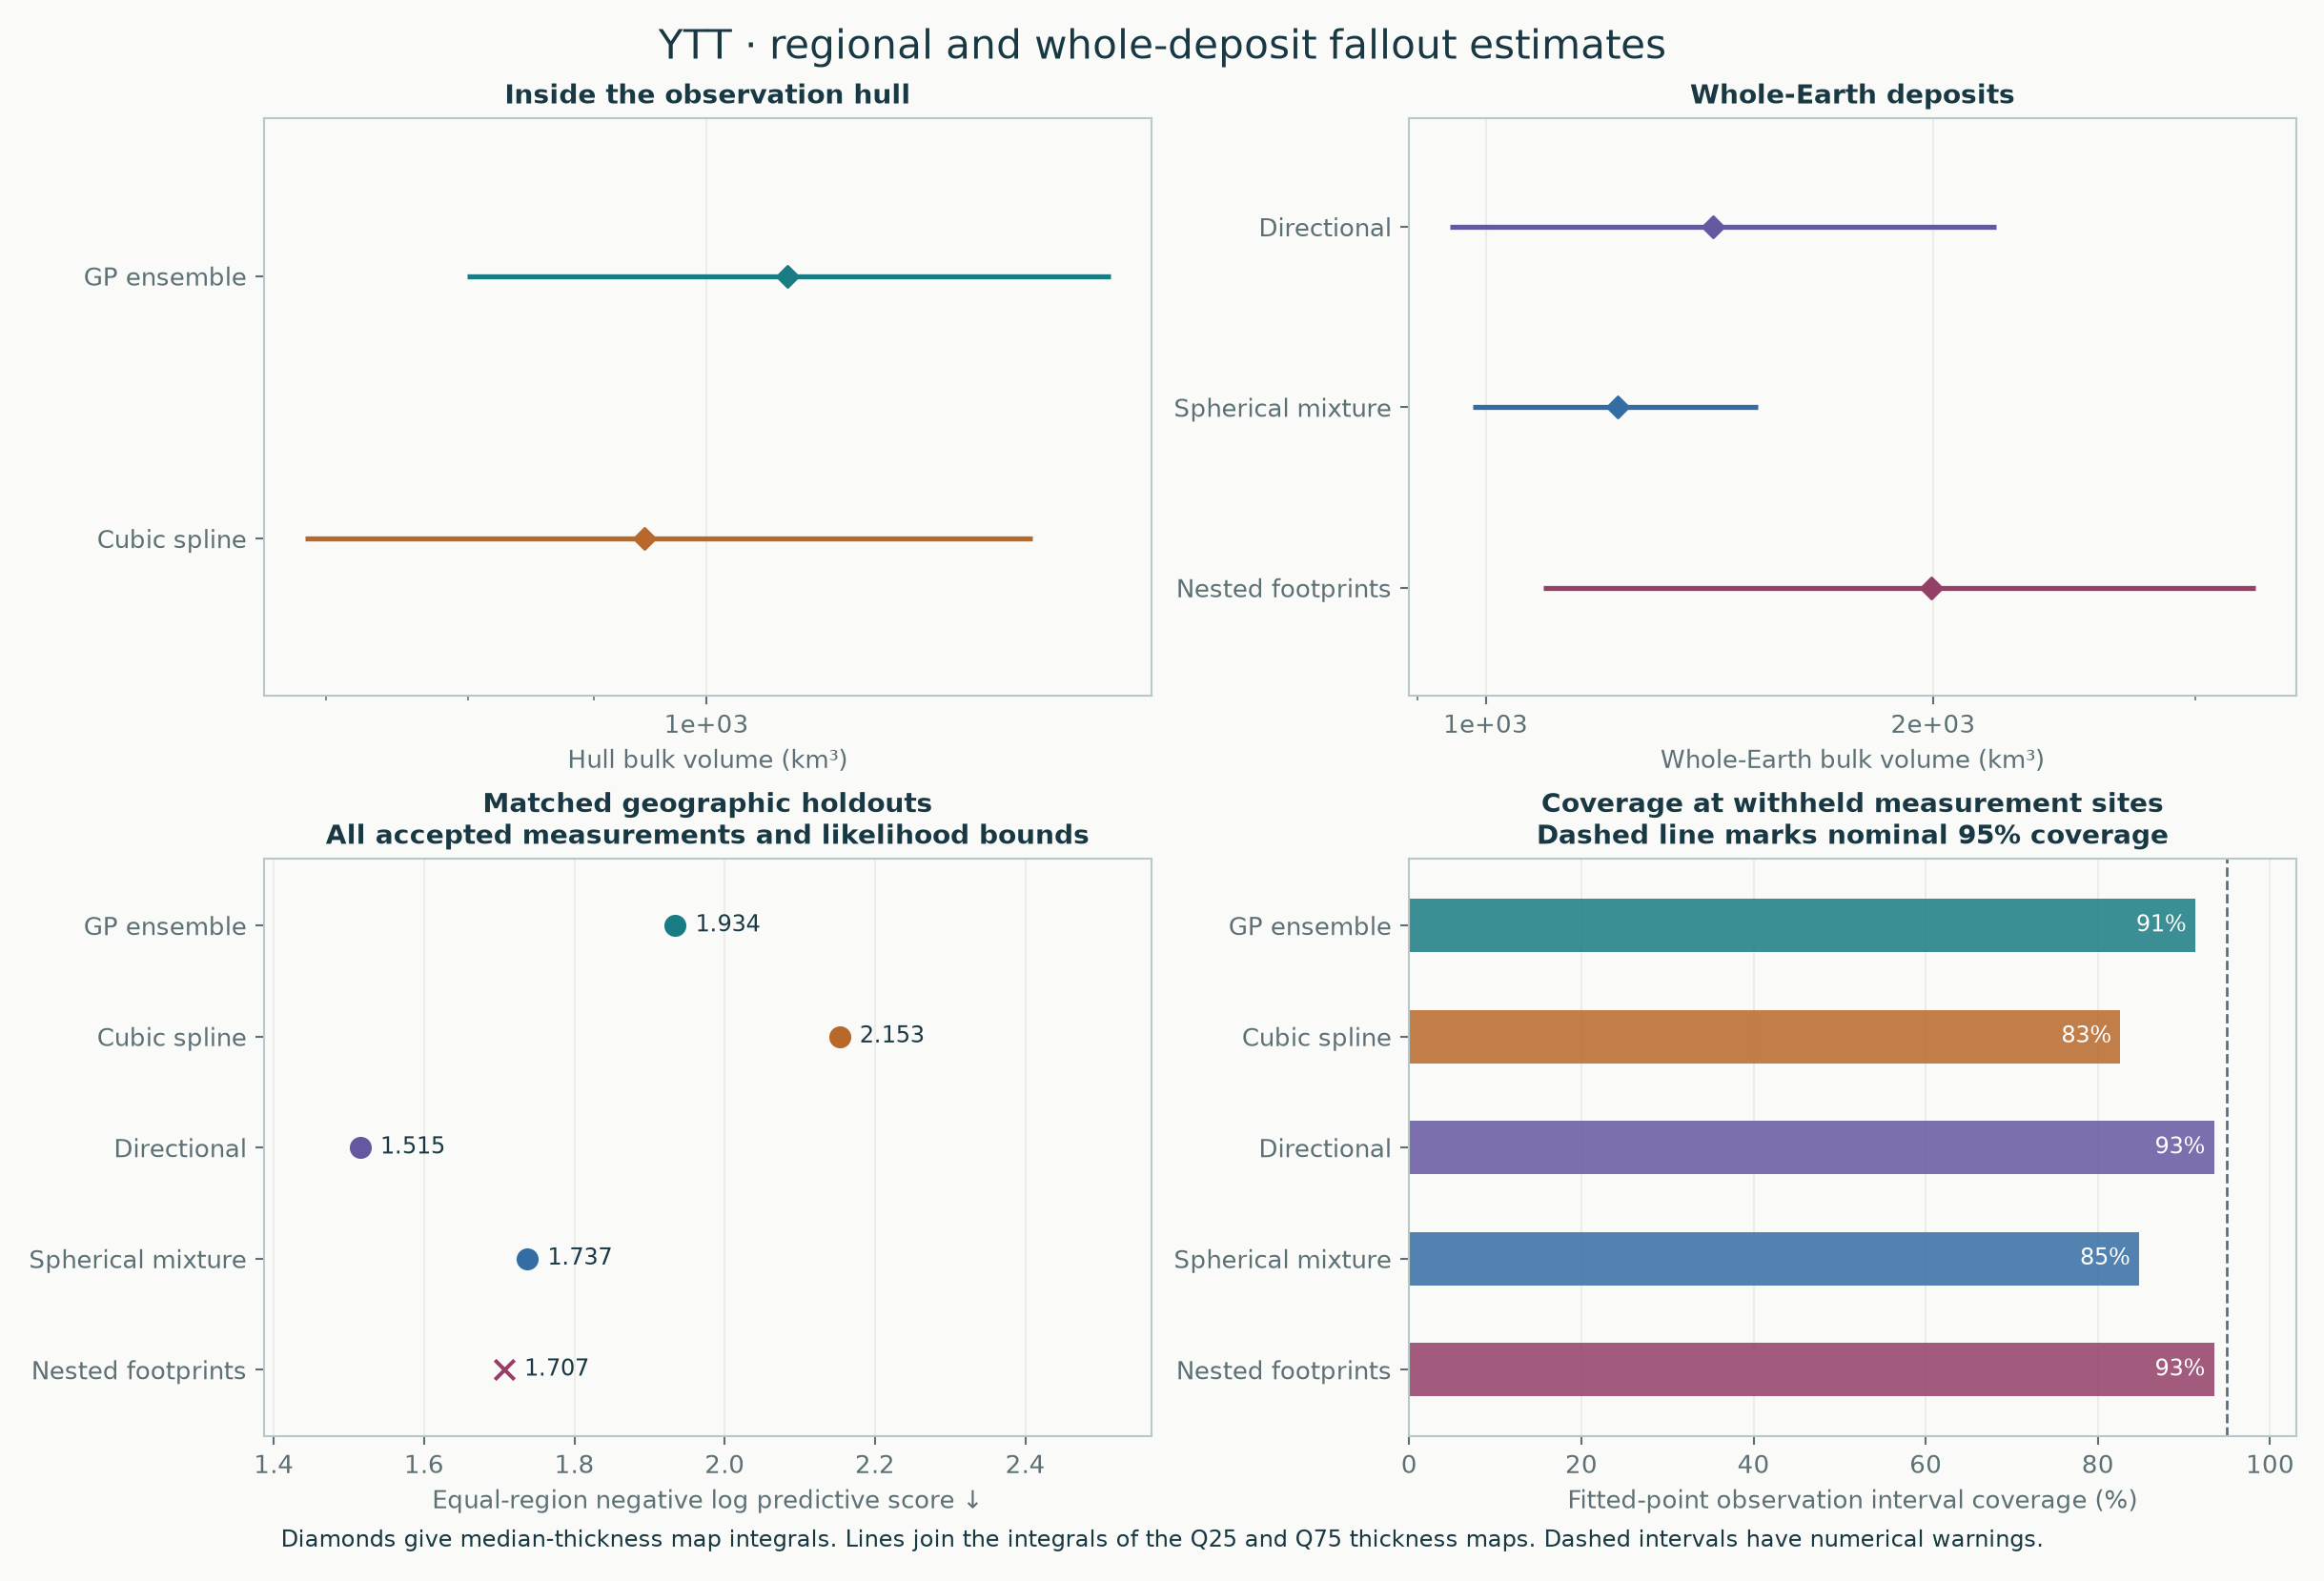 YTT · regional and whole-deposit fallout estimates
Inside the observation hull
GP ensemble
Cubic spline
1e+03
Hull bulk volume (km³)
Whole-Earth deposits
Directional
Spherical mixture
Nested footprints
1e+03 2e+03
Whole-Earth bulk volume (km³)
Matched geographic holdouts
All accepted measurements and likelihood bounds
GP ensemble 1.934
Cubic spline 2.153
Directional 1.515
Spherical mixture 1.737
Nested footprints 1.707
1.4 1.6 1.8 2.0 2.2 2.4
Equal-region negative log predictive score ↓
Coverage at withheld measurement sites
Dashed line marks nominal 95% coverage
GP ensemble 91%
Cubic spline 83%
Directional 93%
Spherical mixture 85%
Nested footprints 93%
0 20 40 60 80 100
Fitted-point observation interval coverage (%)
Diamonds give median-thickness map integrals. Lines join the integrals of the Q25 and Q75 thickness maps. Dashed intervals have numerical warnings.